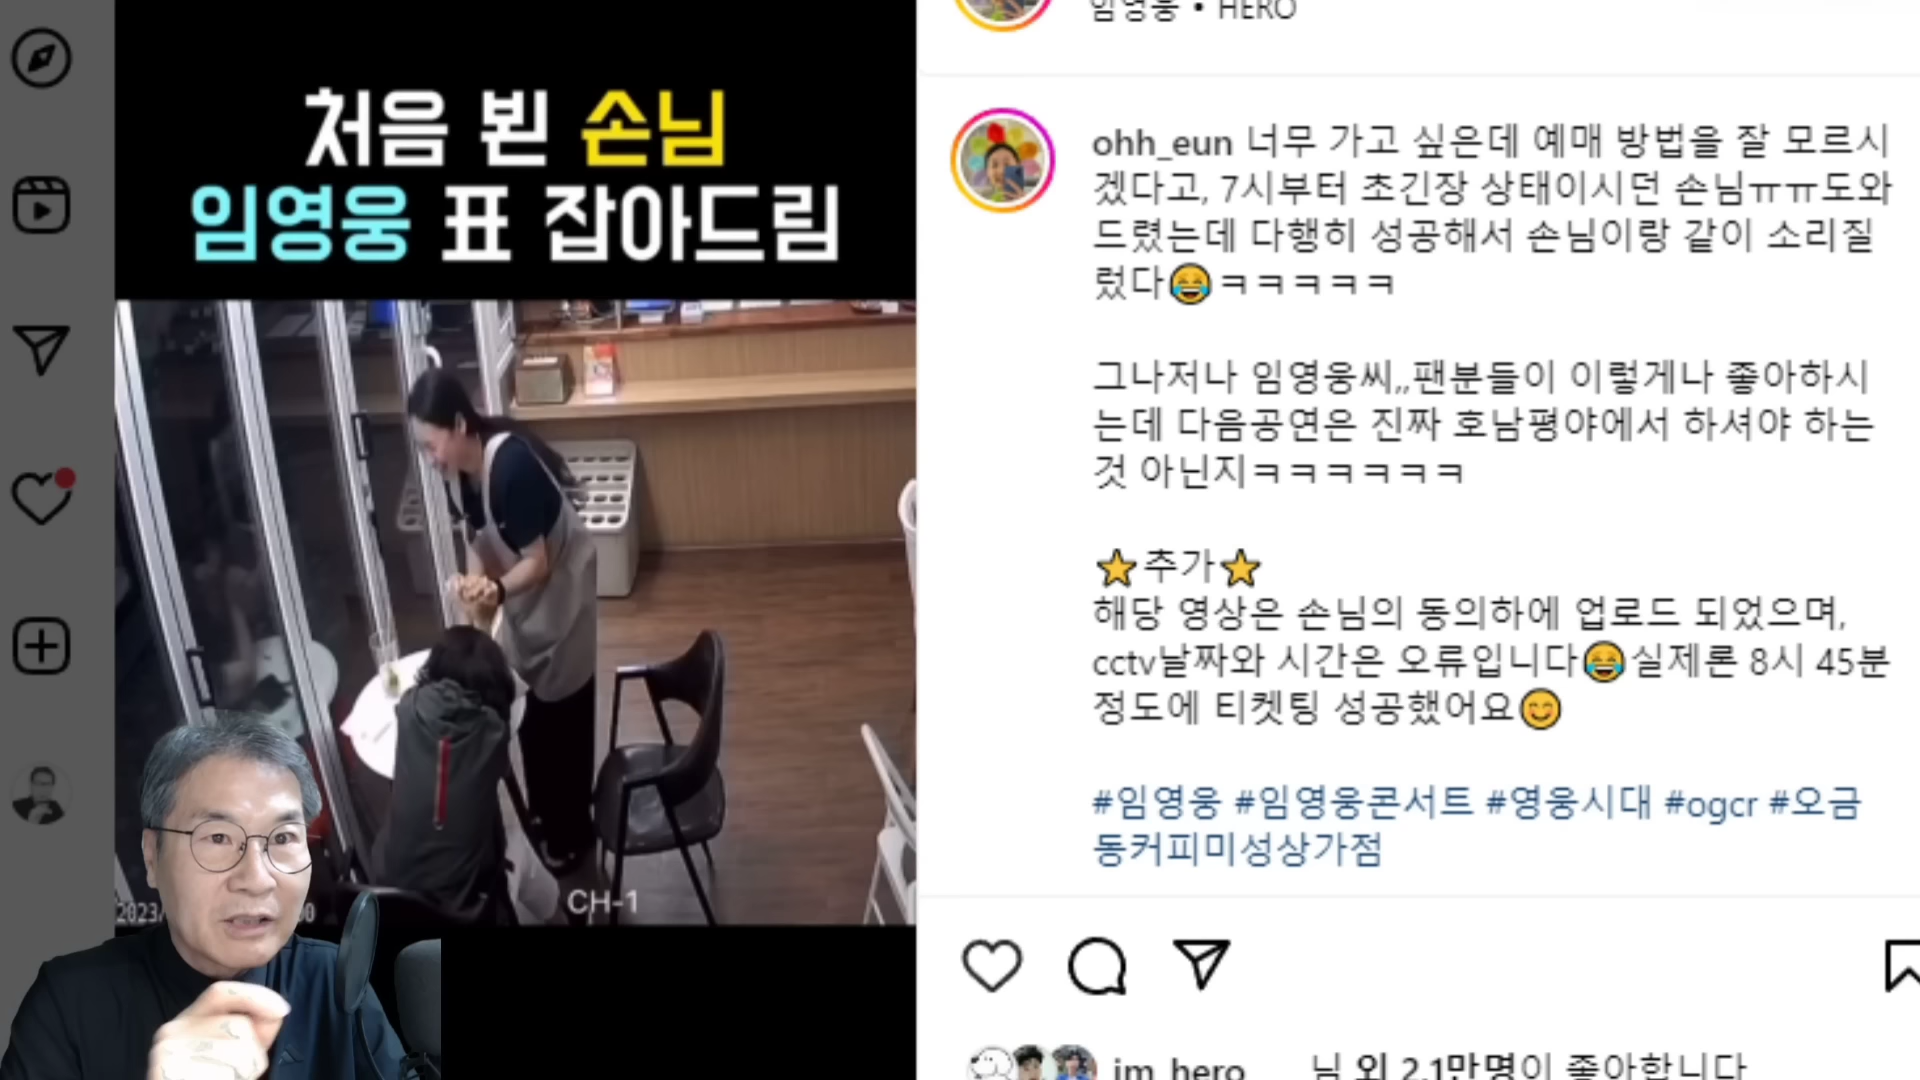 처음 뵌 손님
임영웅 표 잡아드림
CH-1
2023/
00
임영웅 • HERO
ohh_eun 너무 가고 싶은데 예매 방법을 잘 모르시
겠다고, 7시부터 초긴장 상태이시던 손님ㅠㅠ도와
드렸는데 다행히 성공해서 손님이랑 같이 소리질
렀다😂ㅋㅋㅋㅋㅋ
그나저나 임영웅씨,,팬분들이 이렇게나 좋아하시
는데 다음공연은 진짜 호남평야에서 하셔야 하는
것 아닌지ㅋㅋㅋㅋㅋㅋ
⭐추가⭐
해당 영상은 손님의 동의하에 업로드 되었으며,
cctv날짜와 시간은 오류입니다😂실제론 8시 45분
정도에 티켓팅 성공했어요😊
#임영웅 #임영웅콘서트 #영웅시대 #ogcr #오금
동커피미성상가점
im_hero 님 외 2.1만명이 좋아합니다